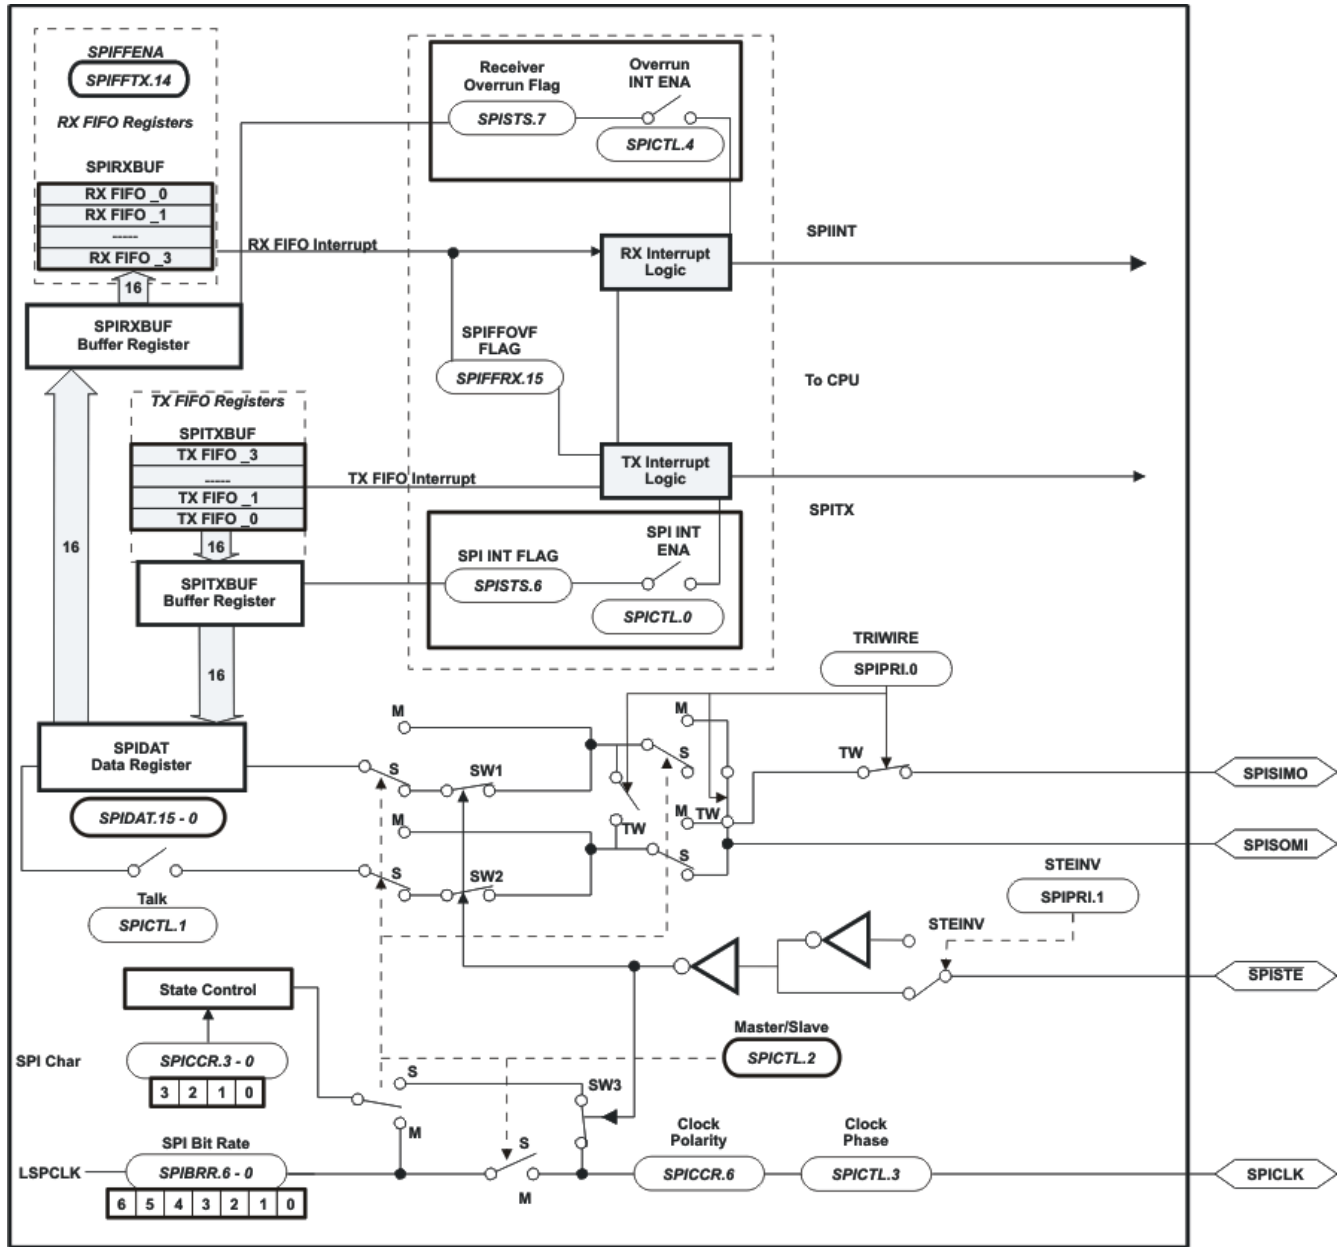 SPIFFENA
SPIFFTX.14
RX FIFO Registers
SPIRXBUF
RX FIFO _0
RX FIFO _1
-----
RX FIFO _3
16
SPIRXBUF
Buffer Register
RX FIFO Interrupt
Receiver
Overrun Flag
SPISTS.7
Overrun
INT ENA
SPICTL.4
RX Interrupt
Logic
SPIINT
SPIFFOVF
FLAG
SPIFFRX.15
To CPU
TX FIFO Registers
SPITXBUF
TX FIFO _3
-----
TX FIFO _1
TX FIFO _0
16
16
SPITXBUF
Buffer Register
16
TX FIFO Interrupt
TX Interrupt
Logic
SPITX
SPI INT FLAG
SPISTS.6
SPI INT
ENA
SPICTL.0
TRIWIRE
SPIPRI.0
SPIDAT
Data Register
SPIDAT.15 - 0
M
S
SW1
M
S
SW2
TW
M
S
M
TW
S
TW
SPISIMO
SPISOMI
Talk
SPICTL.1
STEINV
SPIPRI.1
STEINV
SPISTE
State Control
SPI Char
SPICCR.3 - 0
3 2 1 0
Master/Slave
SPICTL.2
S
M
SW3
S
M
LSPCLK
SPI Bit Rate
SPIBRR.6 - 0
6 5 4 3 2 1 0
Clock
Polarity
SPICCR.6
Clock
Phase
SPICTL.3
SPICLK